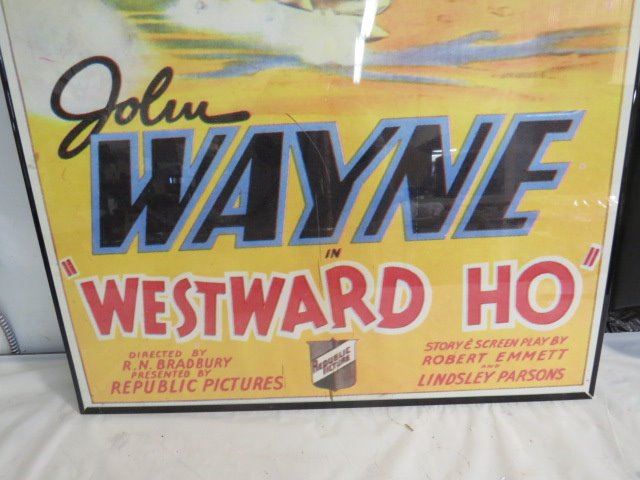 John
WAYNE
IN
"WESTWARD HO"
DIRECTED BY
R.N. BRADBURY
PRESENTED BY
REPUBLIC PICTURES
REPUBLIC
PICTURE
STORY & SCREEN PLAY BY
ROBERT EMMETT
AND
LINDSLEY PARSONS